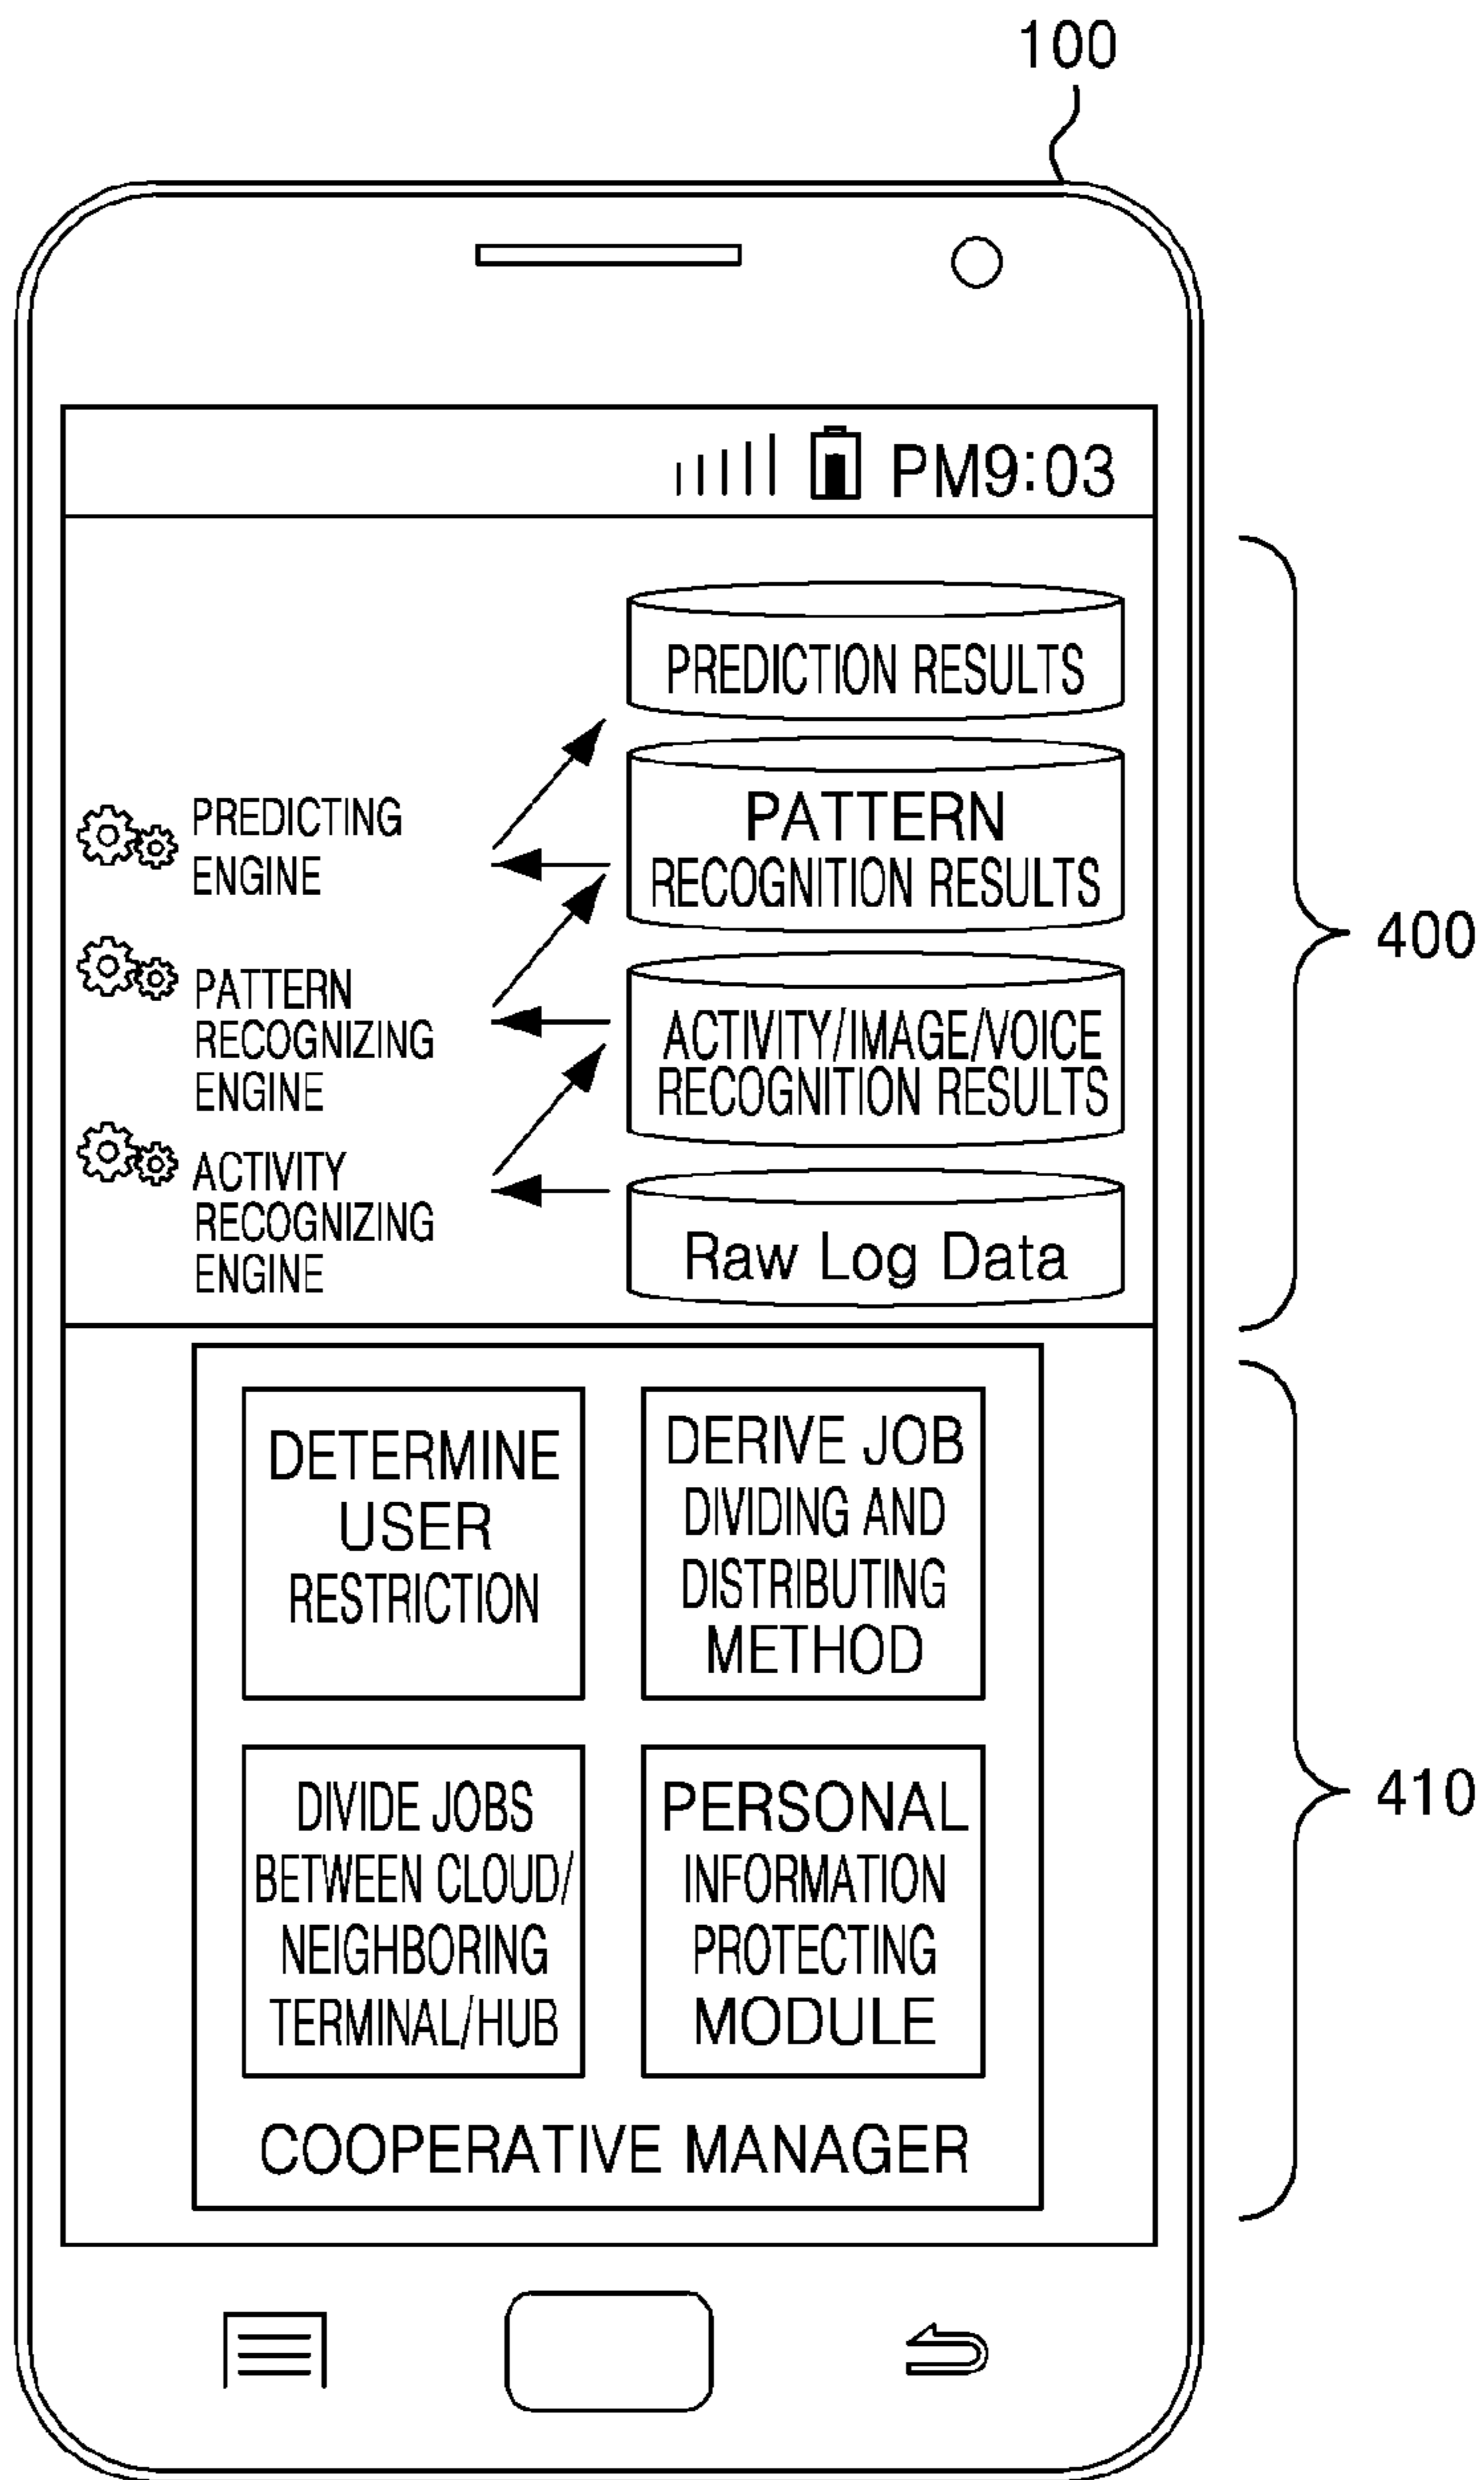 100
PM9:03
PREDICTION RESULTS
PREDICTING
ENGINE
PATTERN
RECOGNITION RESULTS
PATTERN
RECOGNIZING
ENGINE
ACTIVITY/IMAGE/VOICE
RECOGNITION RESULTS
ACTIVITY
RECOGNIZING
ENGINE
Raw Log Data
400
DETERMINE
USER
RESTRICTION
DERIVE JOB
DIVIDING AND
DISTRIBUTING
METHOD
DIVIDE JOBS
BETWEEN CLOUD/
NEIGHBORING
TERMINAL/HUB
PERSONAL
INFORMATION
PROTECTING
MODULE
COOPERATIVE MANAGER
410